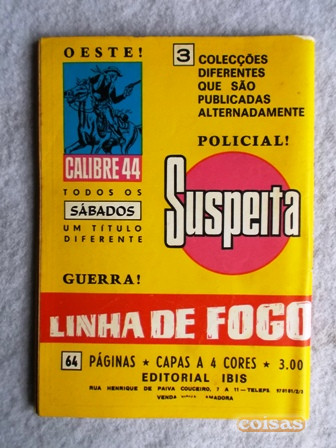 OESTE!
CALIBRE 44
TODOS OS
SÁBADOS
UM TÍTULO
DIFERENTE
3 COLECÇÕES
DIFERENTES
QUE SÃO
PUBLICADAS
ALTERNADAMENTE
POLICIAL!
Suspeita
GUERRA!
LINHA DE FOGO
64 PÁGINAS ★ CAPAS A 4 CORES ★ 3.00
EDITORIAL IBIS
RUA HENRIQUE DE PAIVA COUCEIRO, 7 A 11—TELEFS.
VENDA NOVA AMADORA
coisas